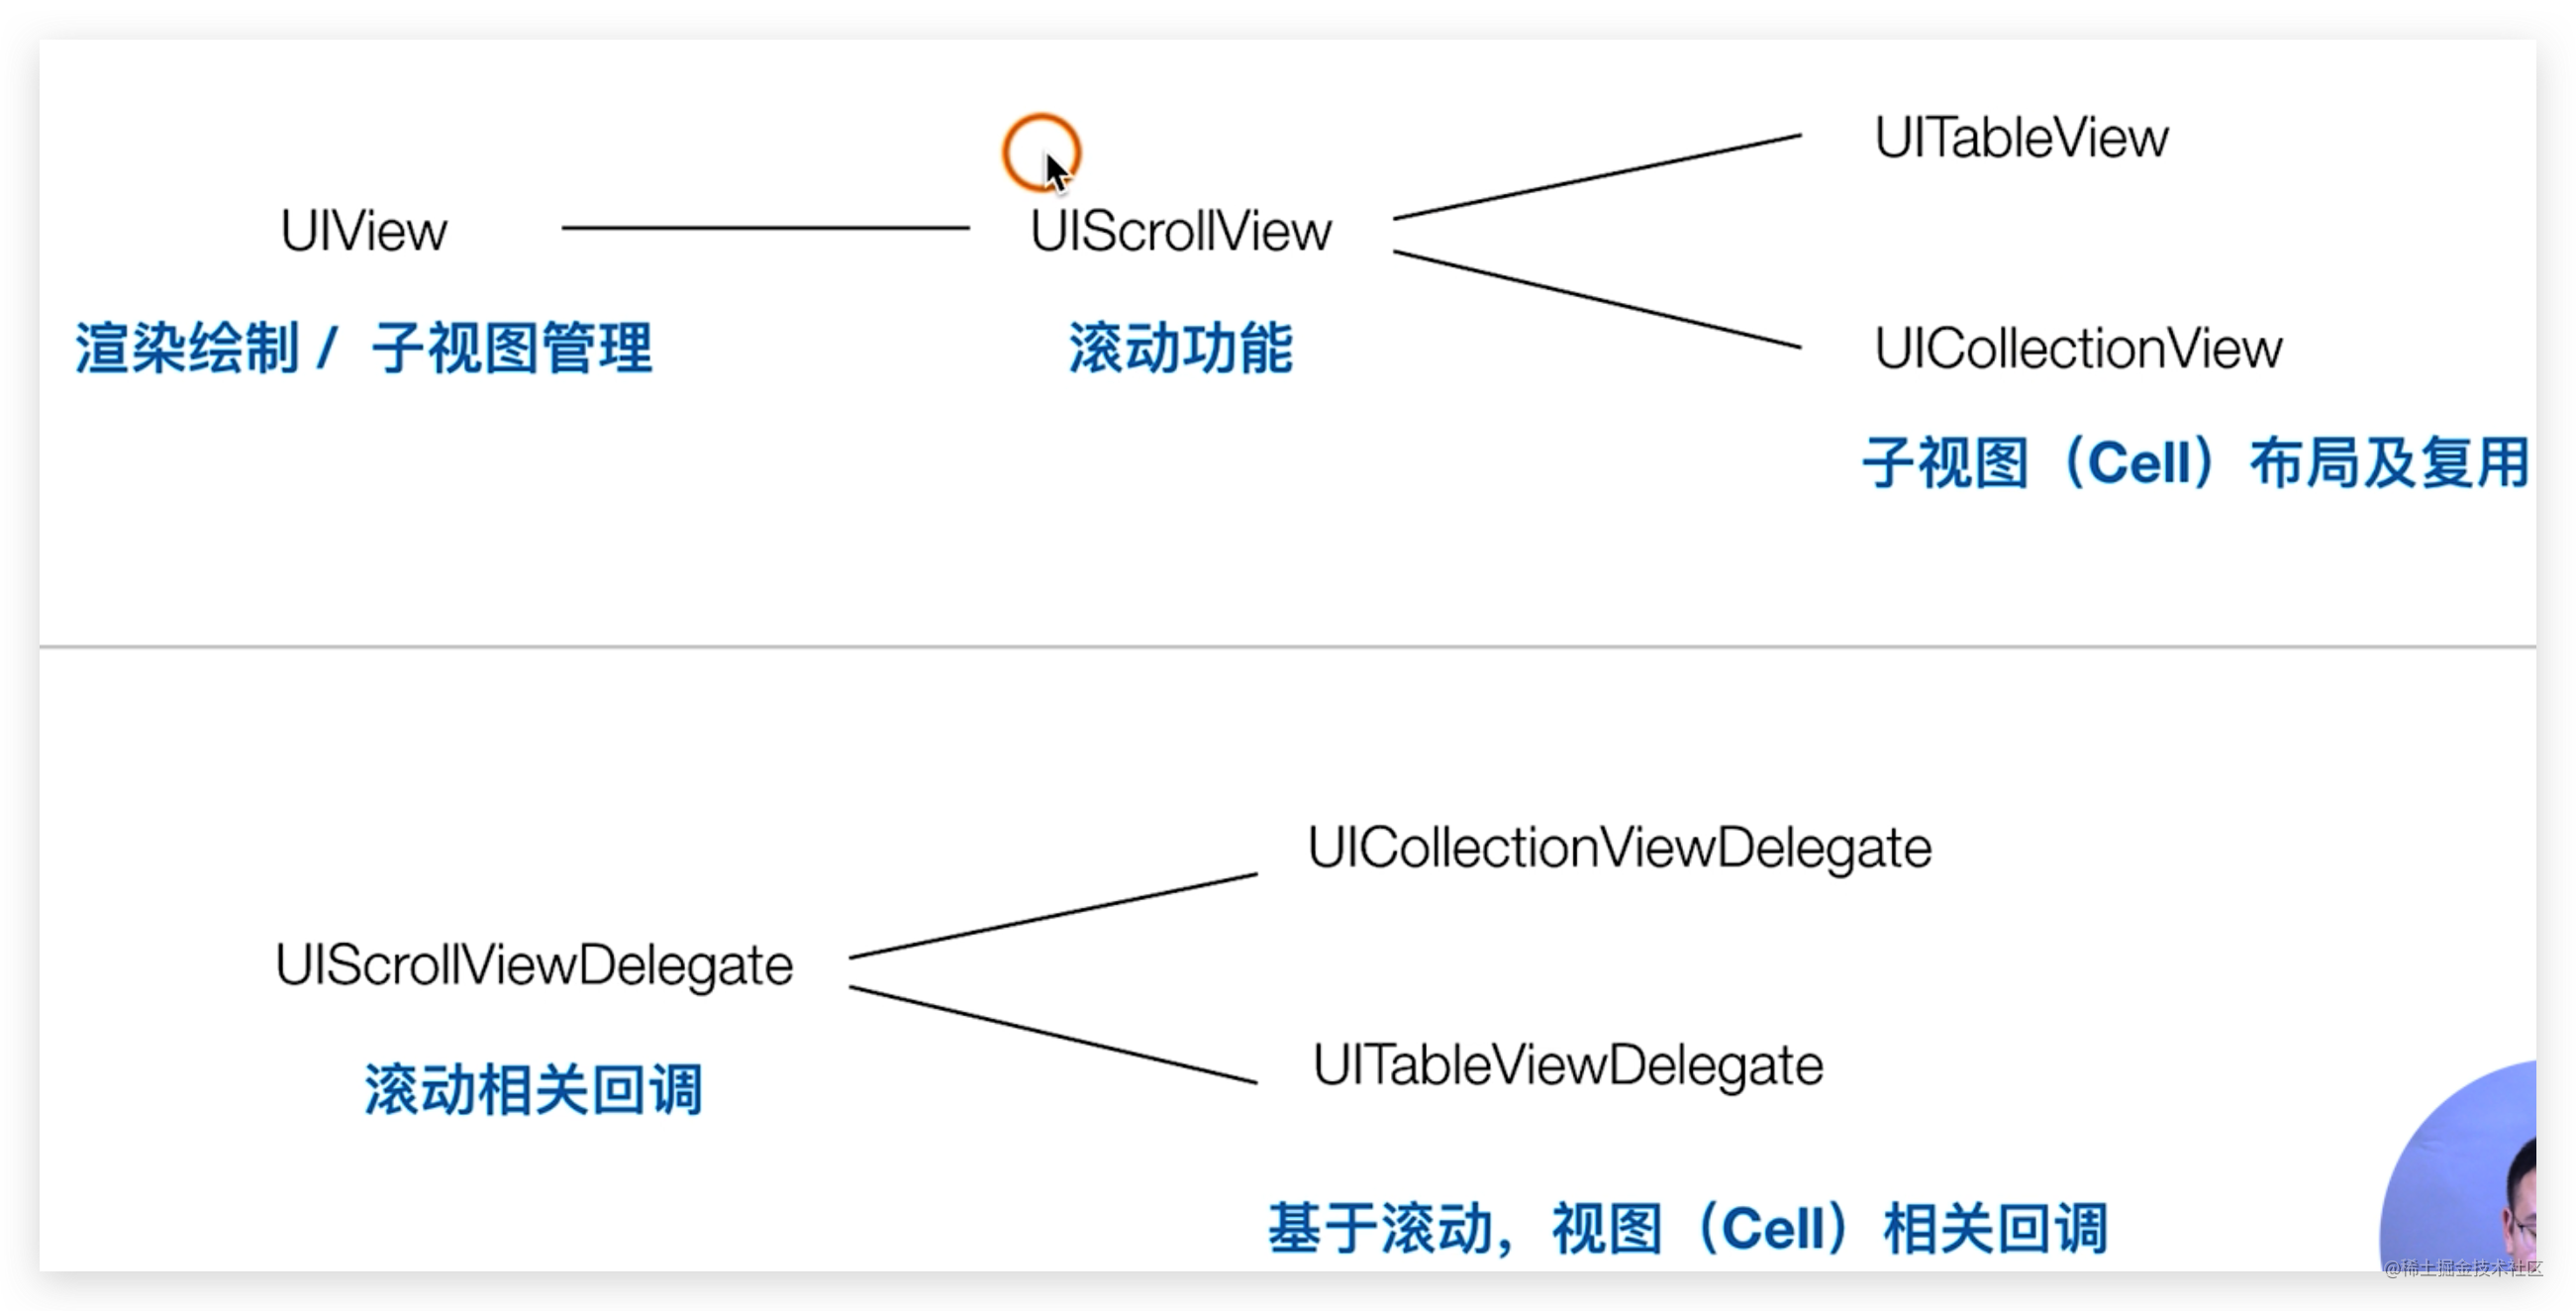 UITableView
UIView
UIScrollView
渲染绘制 / 子视图管理
滚动功能
UICollectionView
子视图（Cell）布局及复用
UICollectionViewDelegate
UIScrollViewDelegate
滚动相关回调
UITableViewDelegate
基于滚动，视图（Cell）相关回调
@稀土掘金技术社区